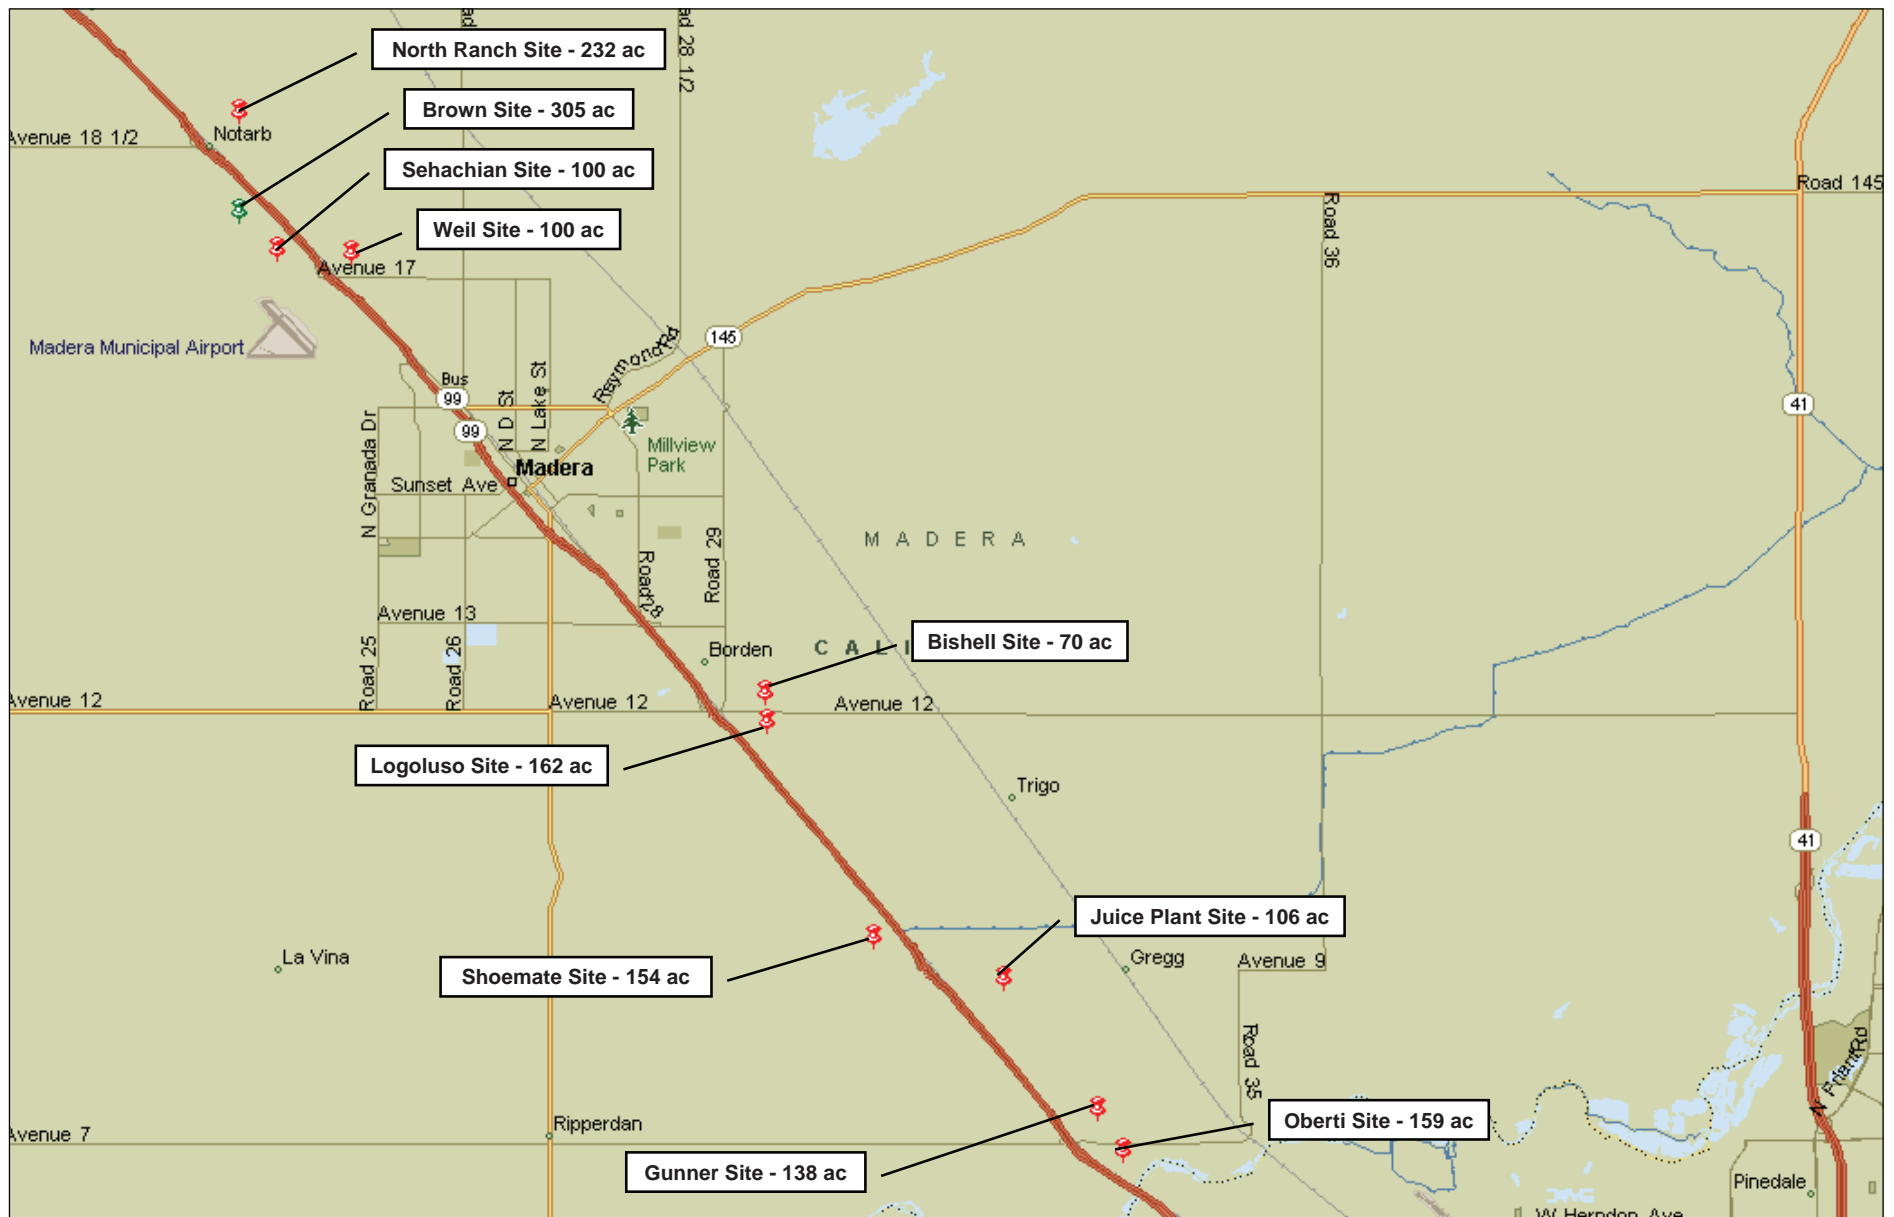 North Ranch Site - 232 ac
Road 28 1/2
Brown Site - 305 ac
Avenue 18 1/2
Notarb
Sehachian Site - 100 ac
Road 145
Weil Site - 100 ac
Road 36
Avenue 17
Madera Municipal Airport
Raymond Rd
145
Bus
99
99
41
N D St
N Lake St
N Granada Dr
Millview
Park
Madera
Sunset Ave
MADERA
Road 28
Road 29
Avenue 13
Road 25
Road 26
Borden
CALI
Bishell Site - 70 ac
Avenue 12
Avenue 12
Avenue 12
Logoluso Site - 162 ac
Trigo
41
Juice Plant Site - 106 ac
La Vina
Gregg
Avenue 9
Shoemate Site - 154 ac
Road 35
N Friant Rd
Avenue 7
Ripperdan
Oberti Site - 159 ac
Gunner Site - 138 ac
Pinedale
W Herndon Ave